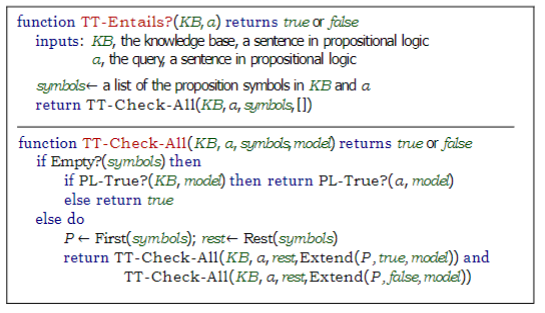 function TT-Entails?(KB, a) returns true or false
inputs: KB, the knowledge base, a sentence in propositional logic
a, the query, a sentence in propositional logic
symbols← a list of the proposition symbols in KB and a
return TT-Check-All(KB, a, symbols, [])
function TT-Check-All(KB, a, symbols, model) returns true or false
if Empty?(symbols) then
if PL-True?(KB, model) then return PL-True?(a, model)
else return true
else do
P ← First(symbols); rest← Rest(symbols)
return TT-Check-All(KB, a, rest, Extend(P, true, model)) and
TT-Check-All(KB, a, rest, Extend(P, false, model))